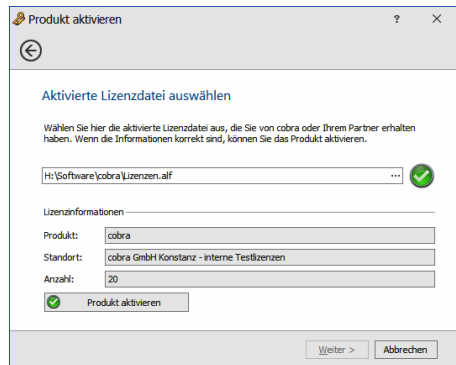 Produkt aktivieren
?
Aktivierte Lizenzdatei auswählen
Wählen Sie hier die aktivierte Lizenzdatei aus, die Sie von cobra oder Ihrem Partner erhalten
haben. Wenn die Informationen korrekt sind, können Sie das Produkt aktivieren.
H:\Software\cobra\Lizenzen.alf ...
Lizenzinformationen
Produkt: cobra
Standort: cobra GmbH Konstanz - interne Testlizenzen
Anzahl: 20
Produkt aktivieren
Weiter > Abbrechen